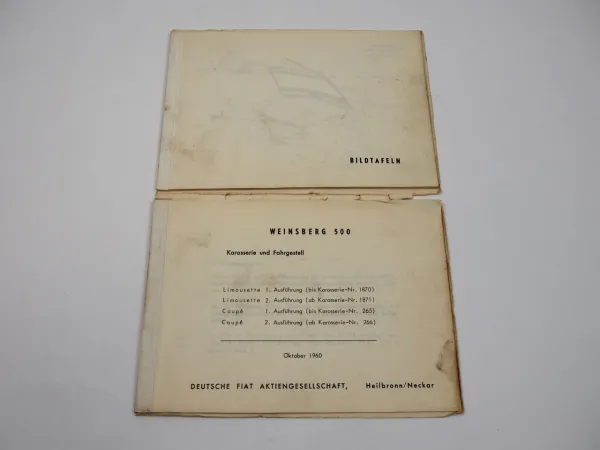 BILDTAFELN
WEINSBERG 500
Karosserie und Fahrgestell
Limousette 1. Ausführung (bis Karosserie-Nr. 1870)
Limousette 2. Ausführung (ab Karosserie-Nr. 1871)
Coupé 1. Ausführung (bis Karosserie-Nr. 265)
Coupé 2. Ausführung (ab Karosserie-Nr. 266)
Oktober 1960
DEUTSCHE FIAT AKTIENGESELLSCHAFT, Heilbronn/Neckar